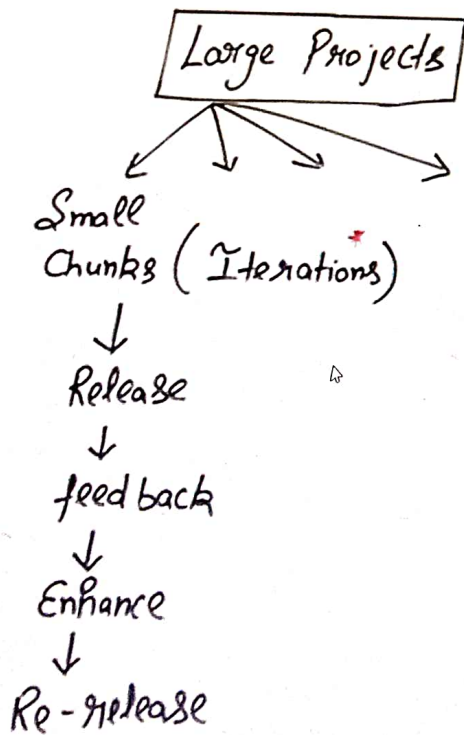 Large Projects
Small
Chunks (Iterations)
Release
feedback
Enhance
Re-release